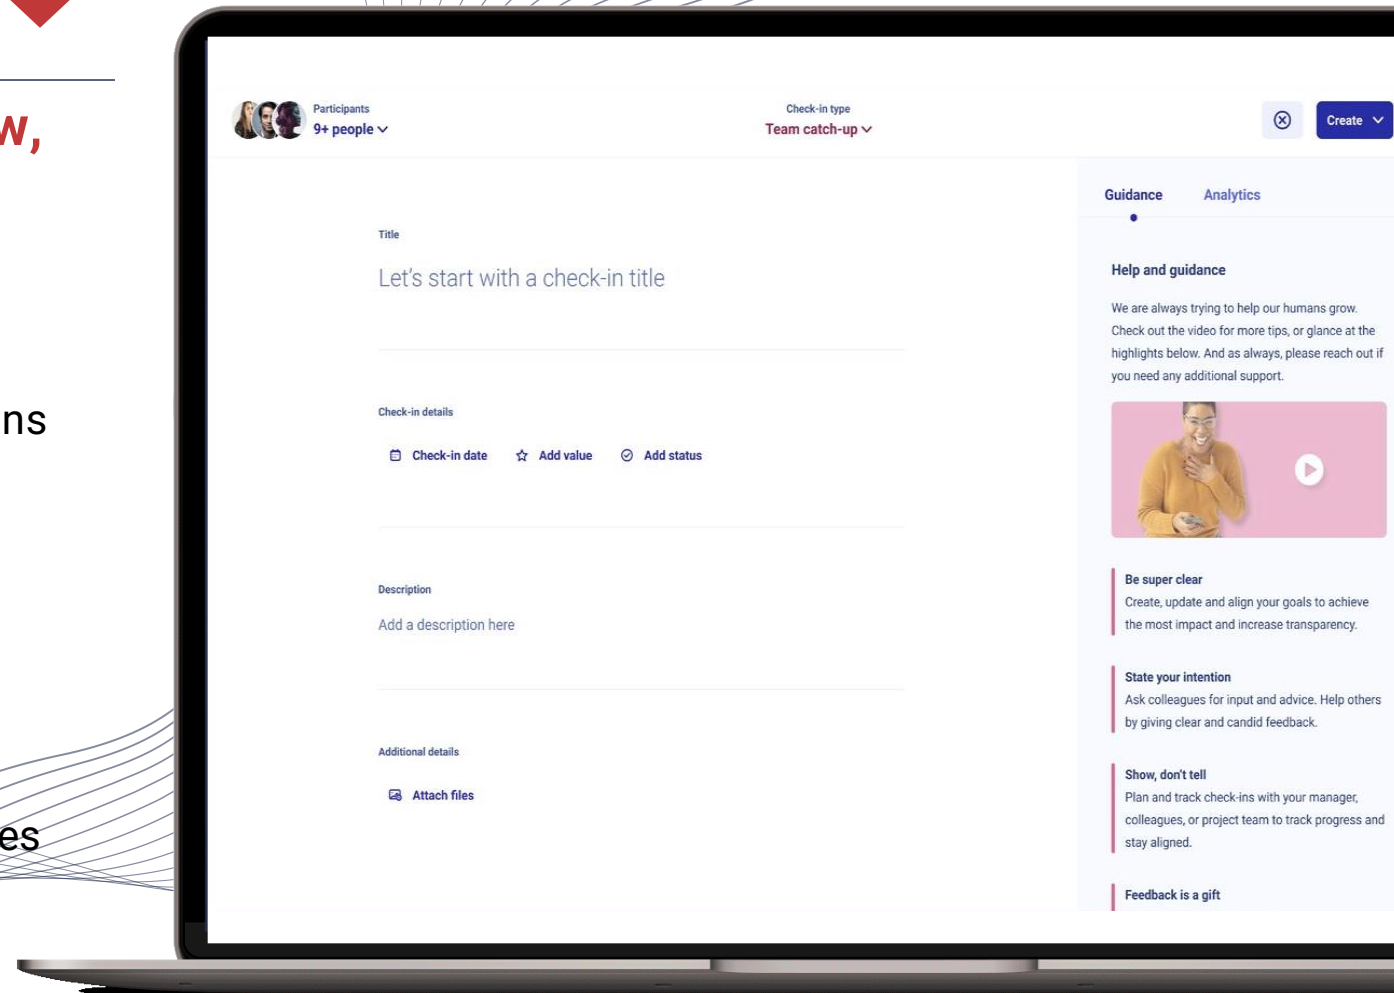 w,
ns
es
Participants
9+ people
Check-in type
Team catch-up
Create
Title
Let's start with a check-in title
Check-in details
Check-in date
Add value
Add status
Description
Add a description here
Additional details
Attach files
Guidance
Analytics
Help and guidance
We are always trying to help our humans grow.
Check out the video for more tips, or glance at the
highlights below. And as always, please reach out if
you need any additional support.
Be super clear
Create, update and align your goals to achieve
the most impact and increase transparency.
State your intention
Ask colleagues for input and advice. Help others
by giving clear and candid feedback.
Show, don't tell
Plan and track check-ins with your manager,
colleagues, or project team to track progress and
stay aligned.
Feedback is a gift